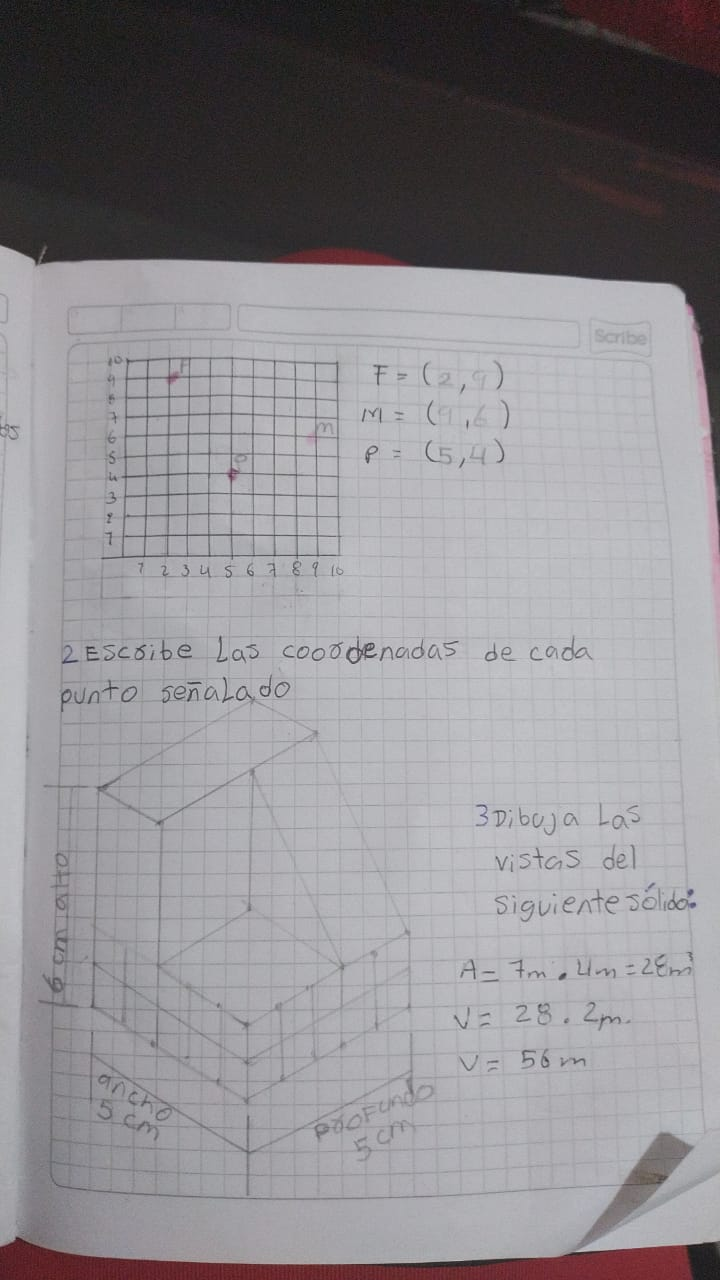 Scribe
10
9
8
7
6
5
4
3
2
1
F
m
P
1 2 3 4 5 6 7 8 9 10
F = (2,9)
M = (9,6)
P = (5,4)
2 Escribe Las coordenadas de cada
punto señaLado
3 Dibuja Las
vistas del
siguiente sólido:
6 cm alto
A = 7m . 4m = 28m³
V = 28 . 2m.
V = 56 m
ancho
5 cm
profundo
5 cm